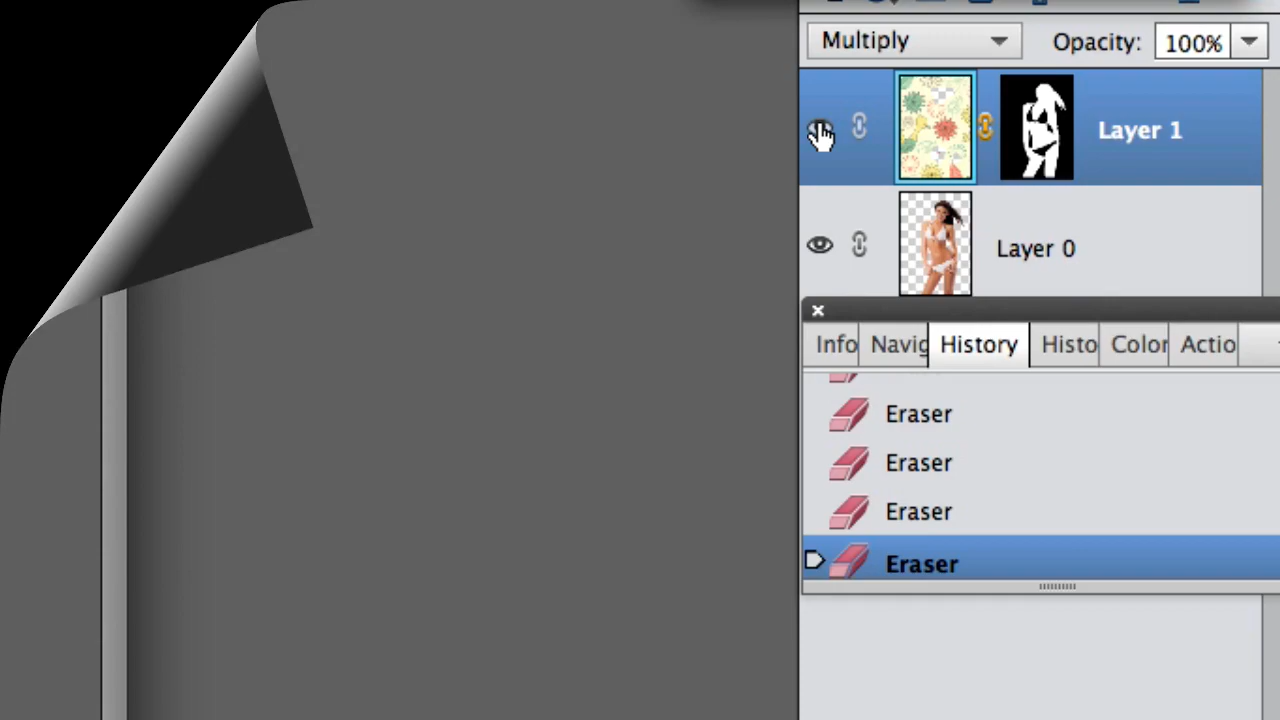 Multiply Opacity: 100%
Layer 1
Layer 0
Info Navig History Histo Color Actio
Eraser
Eraser
Eraser
Eraser